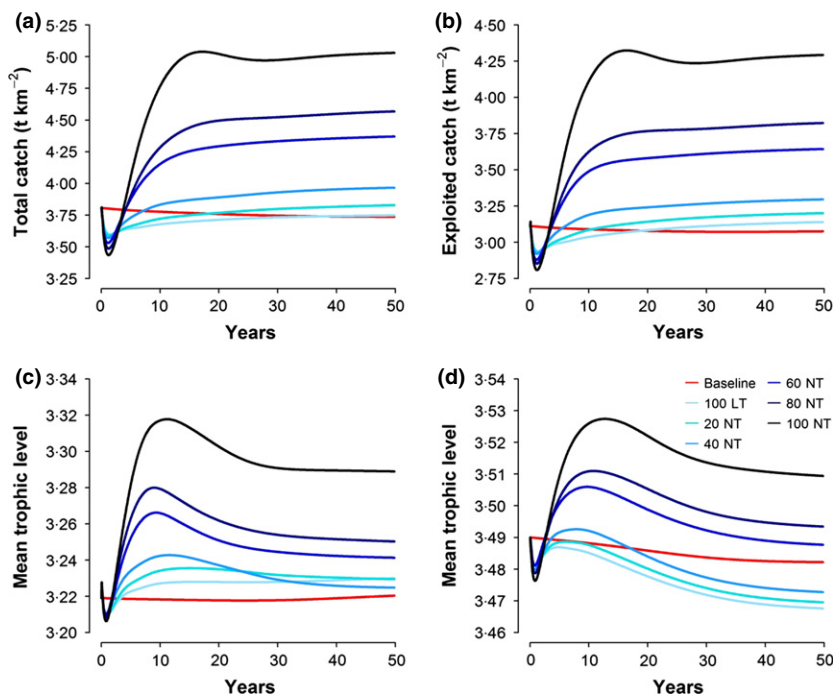 (a)
5·25
5·00
4·75
4·50
4·25
4·00
3·75
3·50
3·25
Total catch (t km−2)
0 10 20 30 40 50
Years
(b)
4·50
4·25
4·00
3·75
3·50
3·25
3·00
2·75
Exploited catch (t km−2)
0 10 20 30 40 50
Years
(c)
3·34
3·32
3·30
3·28
3·26
3·24
3·22
3·20
Mean trophic level
0 10 20 30 40 50
Years
(d)
3·54
3·53
3·52
3·51
3·50
3·49
3·48
3·47
3·46
Mean trophic level
0 10 20 30 40 50
Years
Baseline
100 LT
20 NT
40 NT
60 NT
80 NT
100 NT